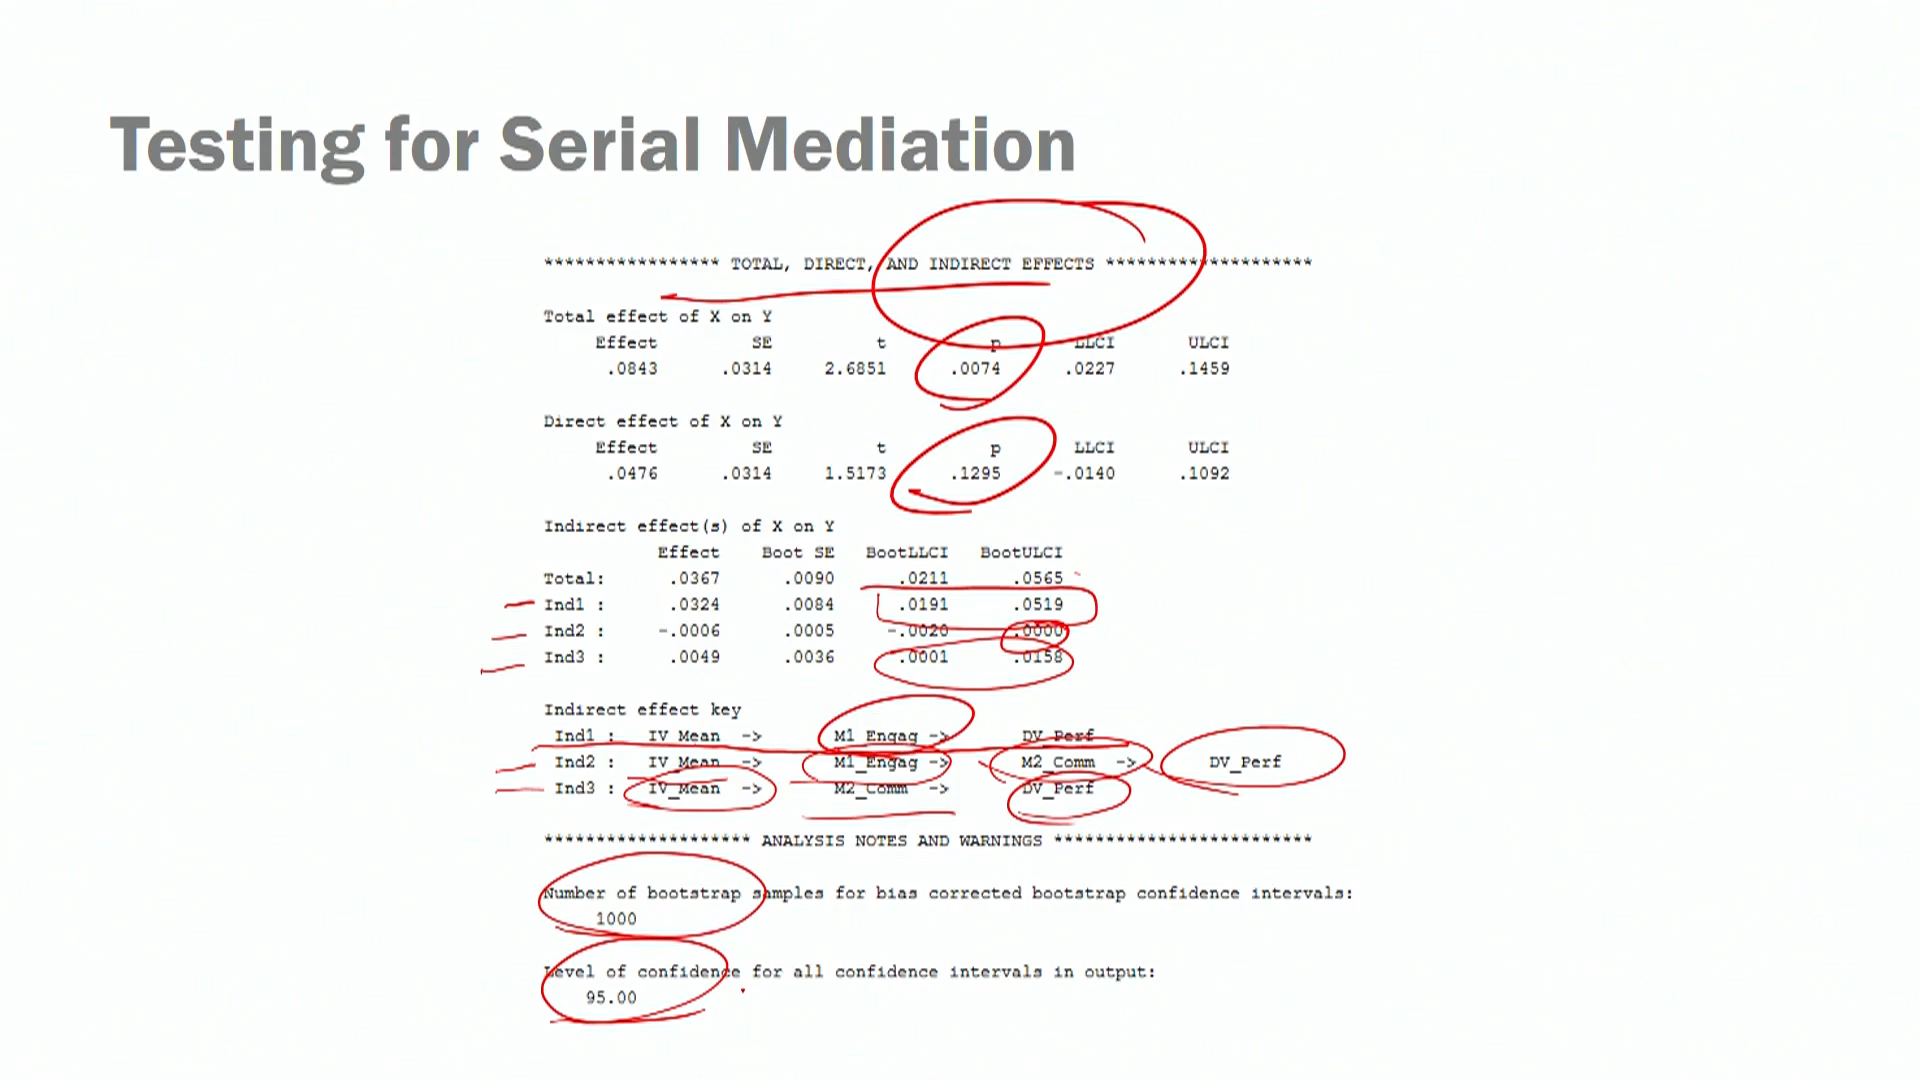 Testing for Serial Mediation
***************** TOTAL, DIRECT, AND INDIRECT EFFECTS ********************
Total effect of X on Y
Effect SE t p LLCI ULCI
.0843 .0314 2.6851 .0074 .0227 .1459
Direct effect of X on Y
Effect SE t p LLCI ULCI
.0476 .0314 1.5173 .1295 -.0140 .1092
Indirect effect(s) of X on Y
Effect Boot SE BootLLCI BootULCI
Total: .0367 .0090 .0211 .0565
Ind1 : .0324 .0084 .0191 .0519
Ind2 : -.0006 .0005 -.0020 .0000
Ind3 : .0049 .0036 .0001 .0158
Indirect effect key
Ind1 : IV_Mean -> M1_Engag -> DV_Perf
Ind2 : IV_Mean -> M1_Engag -> M2_Comm -> DV_Perf
Ind3 : IV_Mean -> M2_Comm -> DV_Perf
******************** ANALYSIS NOTES AND WARNINGS *************************
Number of bootstrap samples for bias corrected bootstrap confidence intervals:
1000
Level of confidence for all confidence intervals in output:
95.00